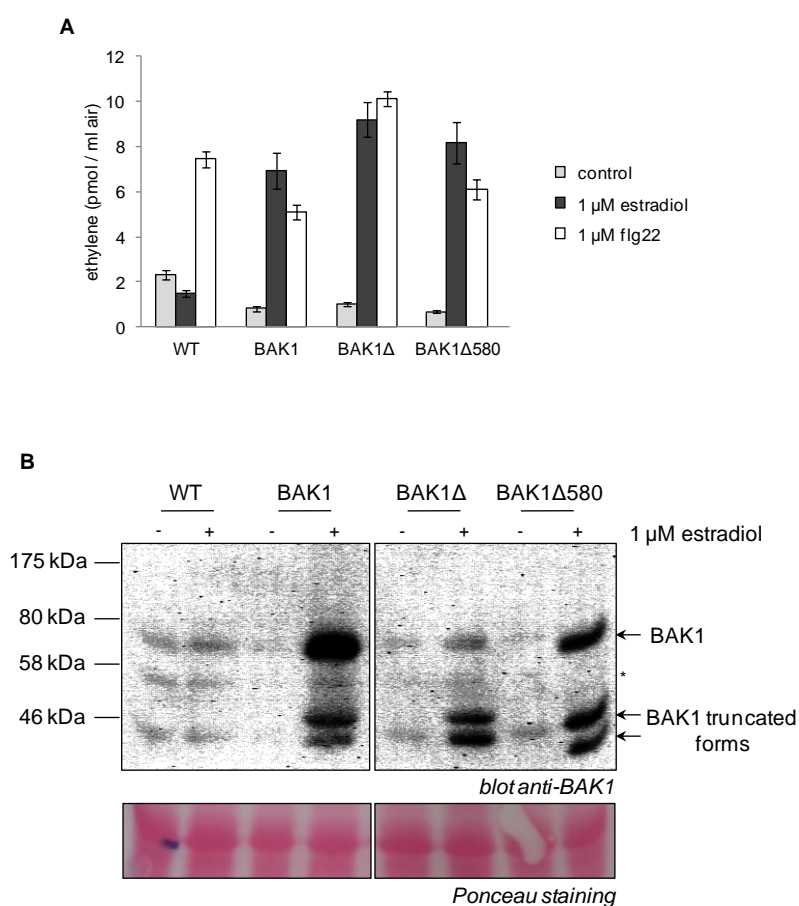 A
12
10
8
6
4
2
0
ethylene (pmol / ml air)
WT BAK1 BAK1Δ BAK1Δ580
control
1 µM estradiol
1 µM flg22
B
WT BAK1 BAK1Δ BAK1Δ580
- + - + - + - + 1 µM estradiol
175 kDa
80 kDa
58 kDa
46 kDa
BAK1
*
BAK1 truncated
forms
blot anti-BAK1
Ponceau staining